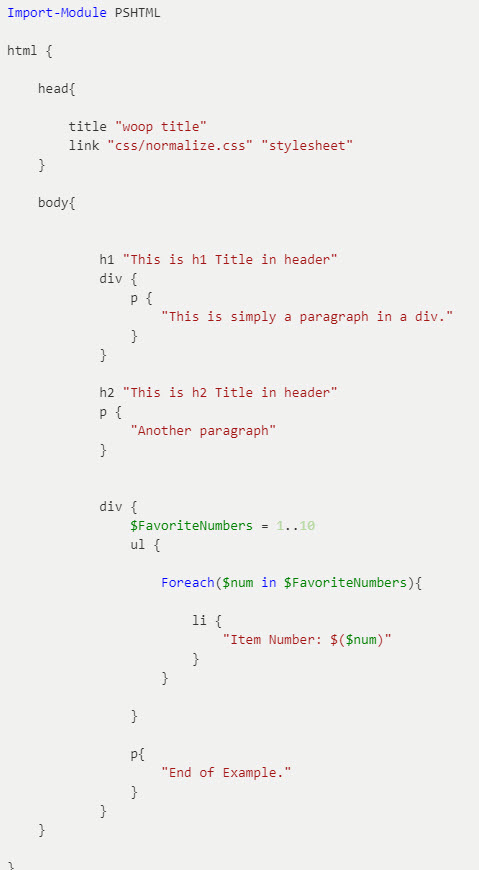 Import-Module PSHTML
html {
head{
title "woop title"
link "css/normalize.css" "stylesheet"
}
body{
h1 "This is h1 Title in header"
div {
p {
"This is simply a paragraph in a div."
}
}
h2 "This is h2 Title in header"
p {
"Another paragraph"
}
div {
$FavoriteNumbers = 1..10
ul {
Foreach($num in $FavoriteNumbers){
li {
"Item Number: $($num)"
}
}
}
p{
"End of Example."
}
}
}
}